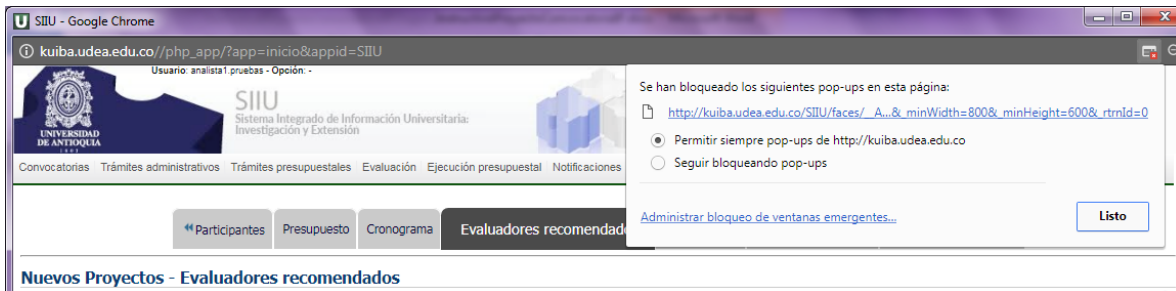 SIIU - Google Chrome
kuiba.udea.edu.co//php_app/?app=inicio&appid=SIIU
Usuario: analista1.pruebas - Opción: -
SIIU
Sistema Integrado de Información Universitaria:
Investigación y Extensión
UNIVERSIDAD
DE ANTIOQUIA
1803
Convocatorias Trámites administrativos Trámites presupuestales Evaluación Ejecución presupuestal Notificaciones
Se han bloqueado los siguientes pop-ups en esta página:
http://kuiba.udea.edu.co/SIIU/faces/__A...&_minWidth=800&_minHeight=600&_rtrnId=0
Permitir siempre pop-ups de http://kuiba.udea.edu.co
Seguir bloqueando pop-ups
Administrar bloqueo de ventanas emergentes...
Listo
Participantes Presupuesto Cronograma Evaluadores recomendad
Nuevos Proyectos - Evaluadores recomendados